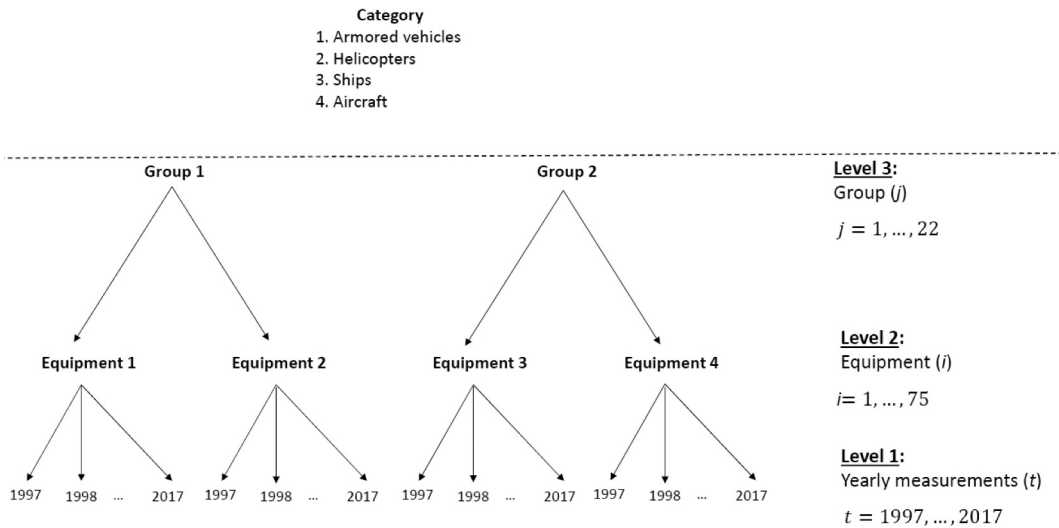 Category
1. Armored vehicles
2. Helicopters
3. Ships
4. Aircraft
Group 1
Group 2
Level 3:
Group (j)
j = 1, ... , 22
Equipment 1
Equipment 2
Equipment 3
Equipment 4
Level 2:
Equipment (i)
i= 1, ... , 75
1997 1998 ... 2017
1997 1998 ... 2017
1997 1998 ... 2017
1997 1998 ... 2017
Level 1:
Yearly measurements (t)
t = 1997, ... , 2017